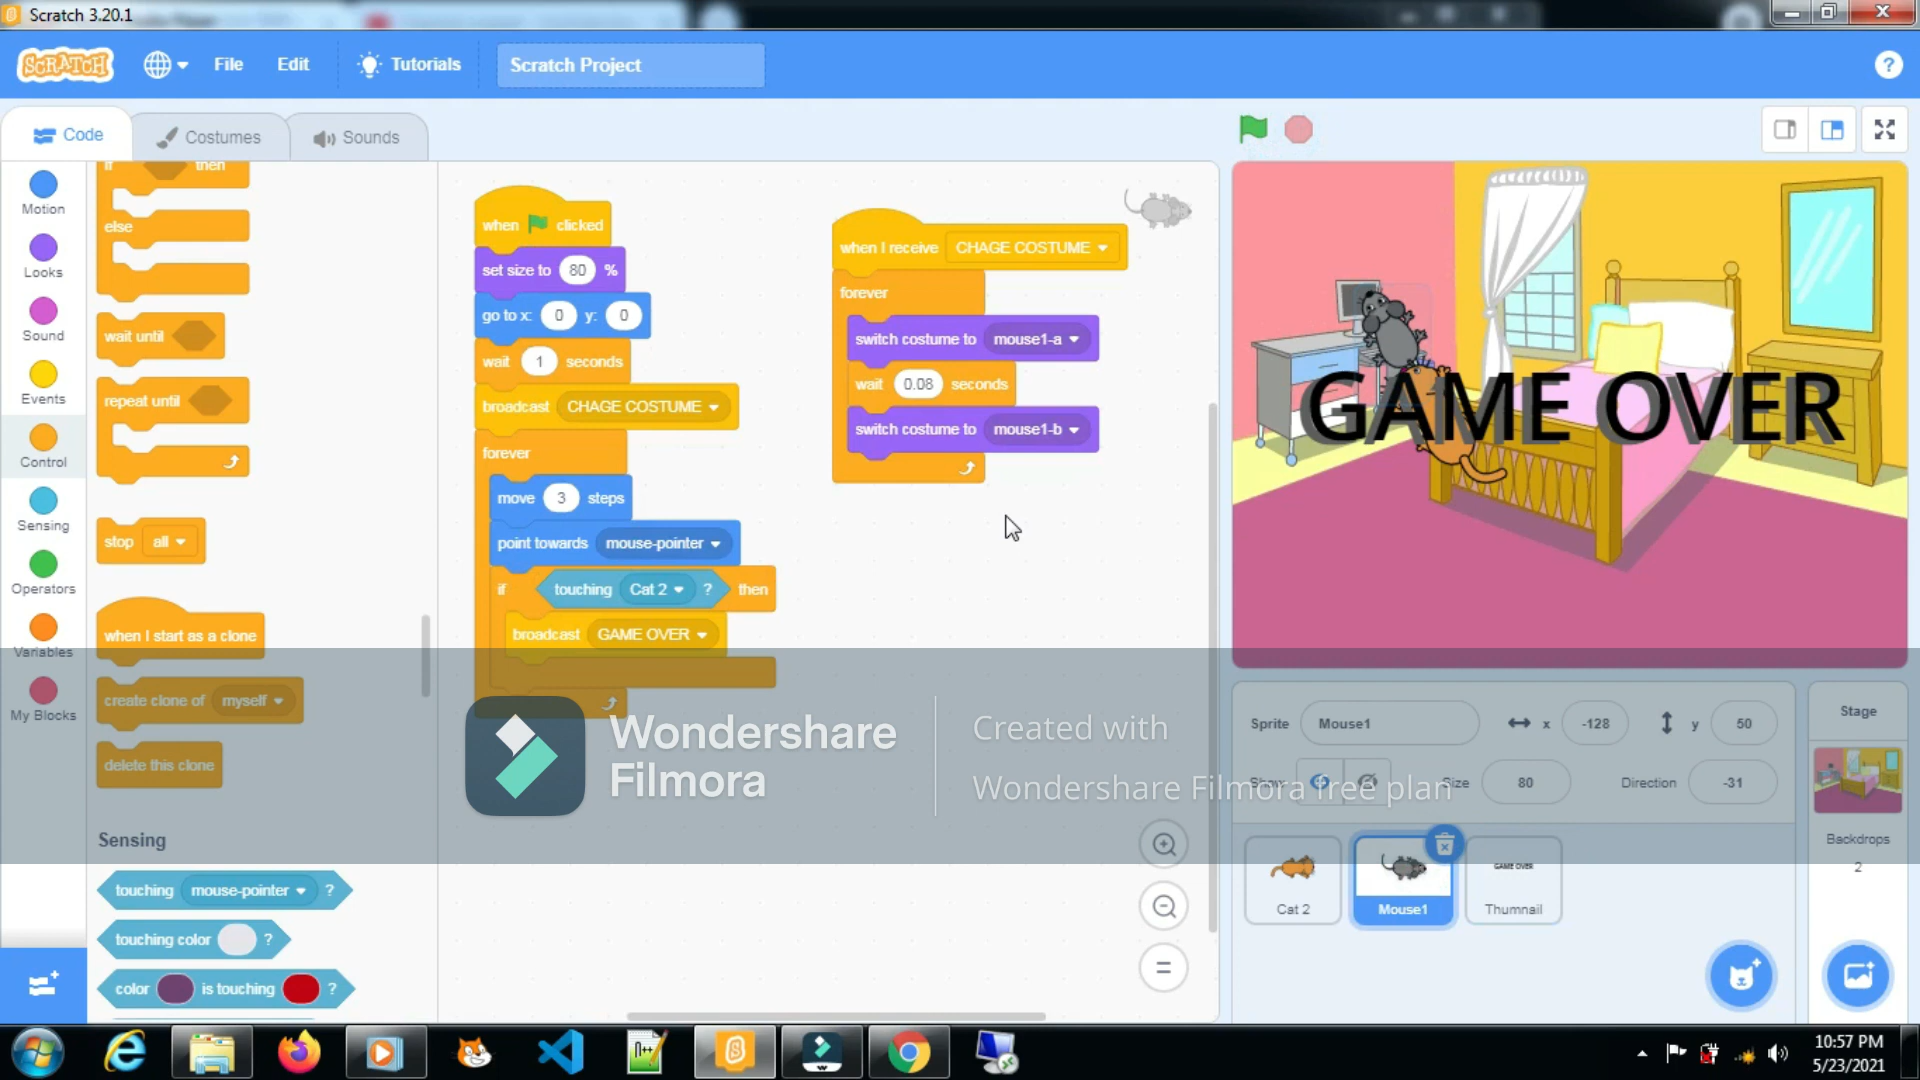 Scratch 3.20.1
SCRATCH
File
Edit
Tutorials
Scratch Project
?
Code
Costumes
Sounds
Motion
Looks
Sound
Events
Control
Sensing
Operators
Variables
My Blocks
if then
else
wait until
repeat until
stop all
when I start as a clone
create clone of myself
delete this clone
Sensing
touching mouse-pointer ?
touching color ?
color is touching ?
when clicked
set size to 80 %
go to x: 0 y: 0
wait 1 seconds
broadcast CHAGE COSTUME
forever
move 3 steps
point towards mouse-pointer
if touching Cat 2 ? then
broadcast GAME OVER
when I receive CHAGE COSTUME
forever
switch costume to mouse1-a
wait 0.08 seconds
switch costume to mouse1-b
GAME OVER
Wondershare
Filmora
Created with
Wondershare Filmora free plan
Sprite Mouse1 x -128 y 50
Show Size 80 Direction -31
Cat 2
Mouse1
GAME OVER
Thumnail
Stage
Backdrops
2
10:57 PM
5/23/2021